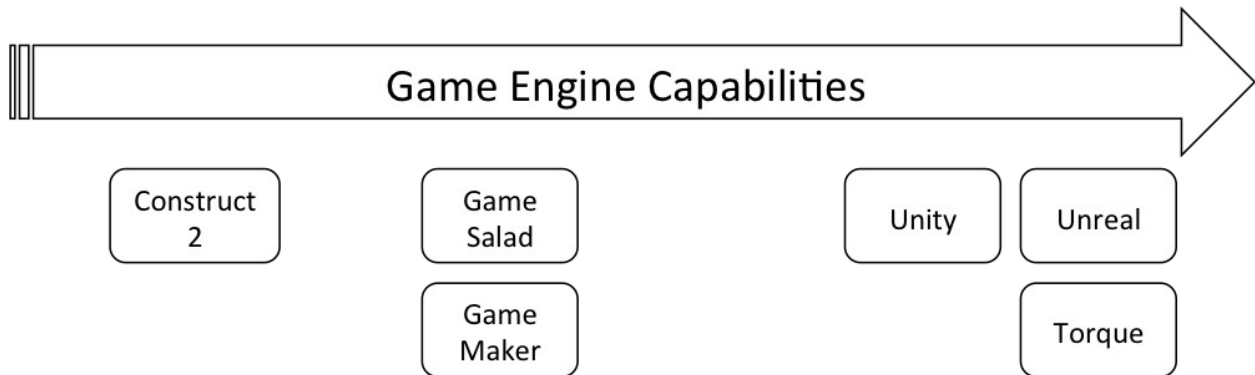 Game Engine Capabilities
Construct
2
Game
Salad
Unity
Unreal
Game
Maker
Torque